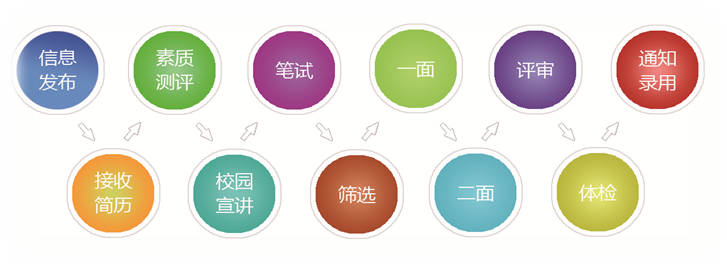 信息
发布
接收
简历
素质
测评
校园
宣讲
笔试
筛选
一面
二面
评审
体检
通知
录用